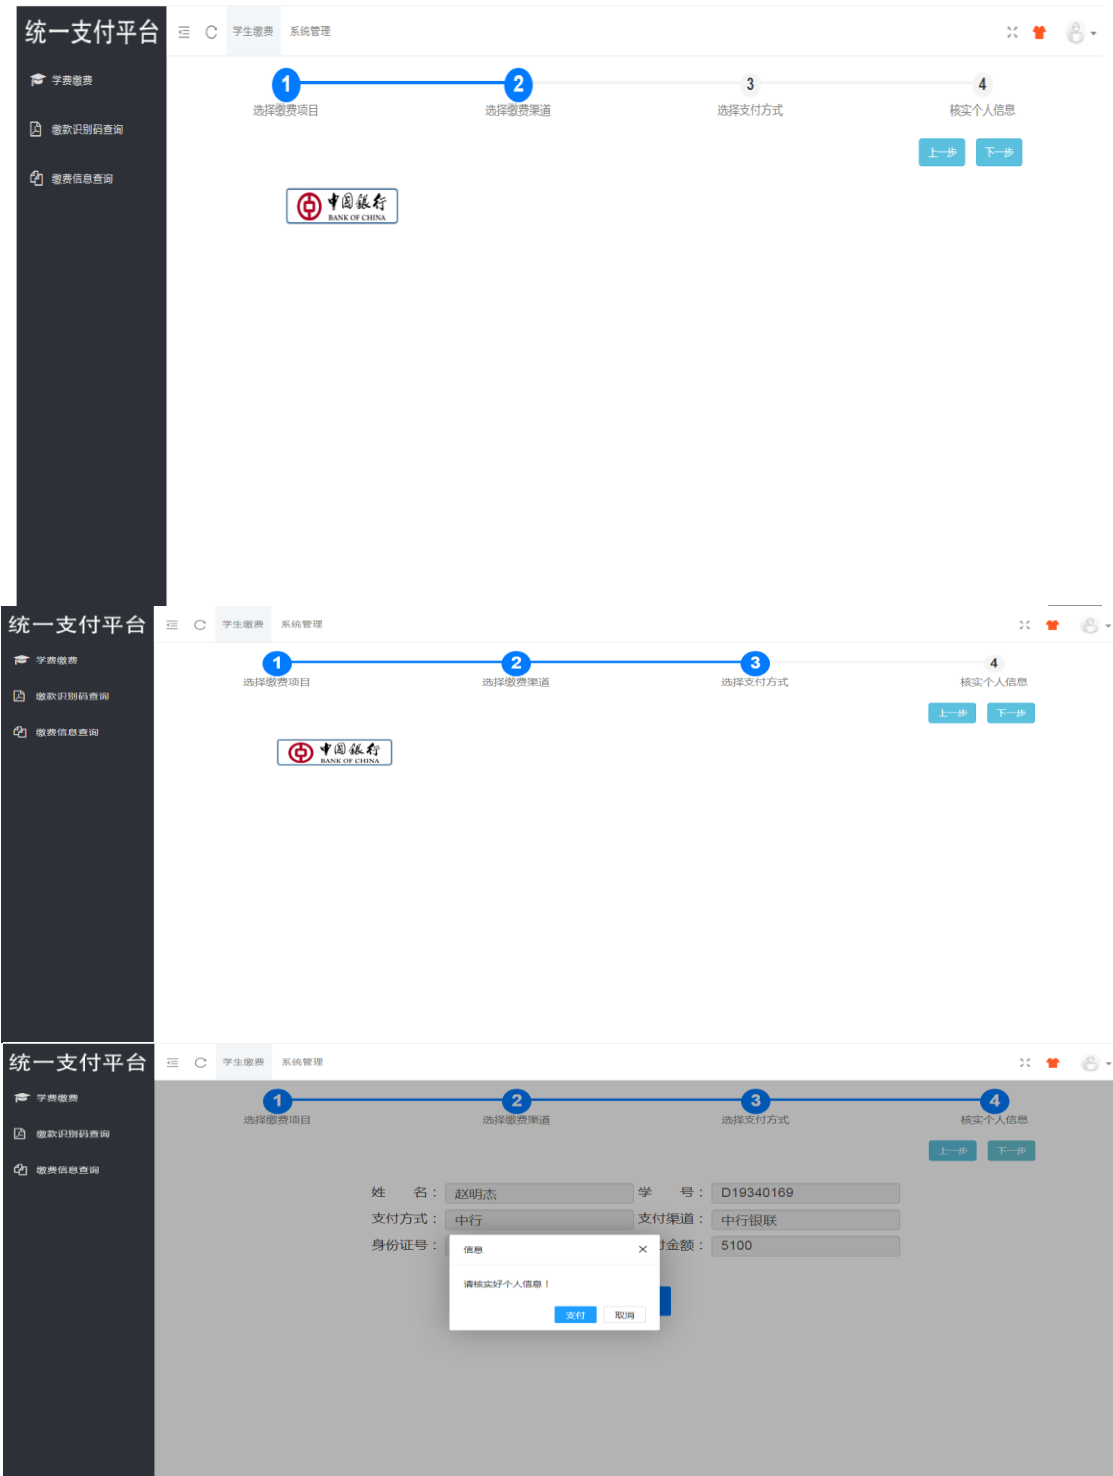 统一支付平台 学生缴费 系统管理
学费缴费
缴款识别码查询
缴费信息查询
1 2 3 4
选择缴费项目 选择缴费渠道 选择支付方式 核实个人信息
上一步 下一步
中国银行
BANK OF CHINA
统一支付平台 学生缴费 系统管理
学费缴费
缴款识别码查询
缴费信息查询
1 2 3 4
选择缴费项目 选择缴费渠道 选择支付方式 核实个人信息
上一步 下一步
中国银行
BANK OF CHINA
统一支付平台 学生缴费 系统管理
学费缴费
缴款识别码查询
缴费信息查询
1 2 3 4
选择缴费项目 选择缴费渠道 选择支付方式 核实个人信息
上一步 下一步
姓 名： 赵明杰 学 号： D19340169
支付方式： 中行 支付渠道： 中行银联
身份证号： 付金额： 5100
信息
请核实好个人信息！
支付 取消